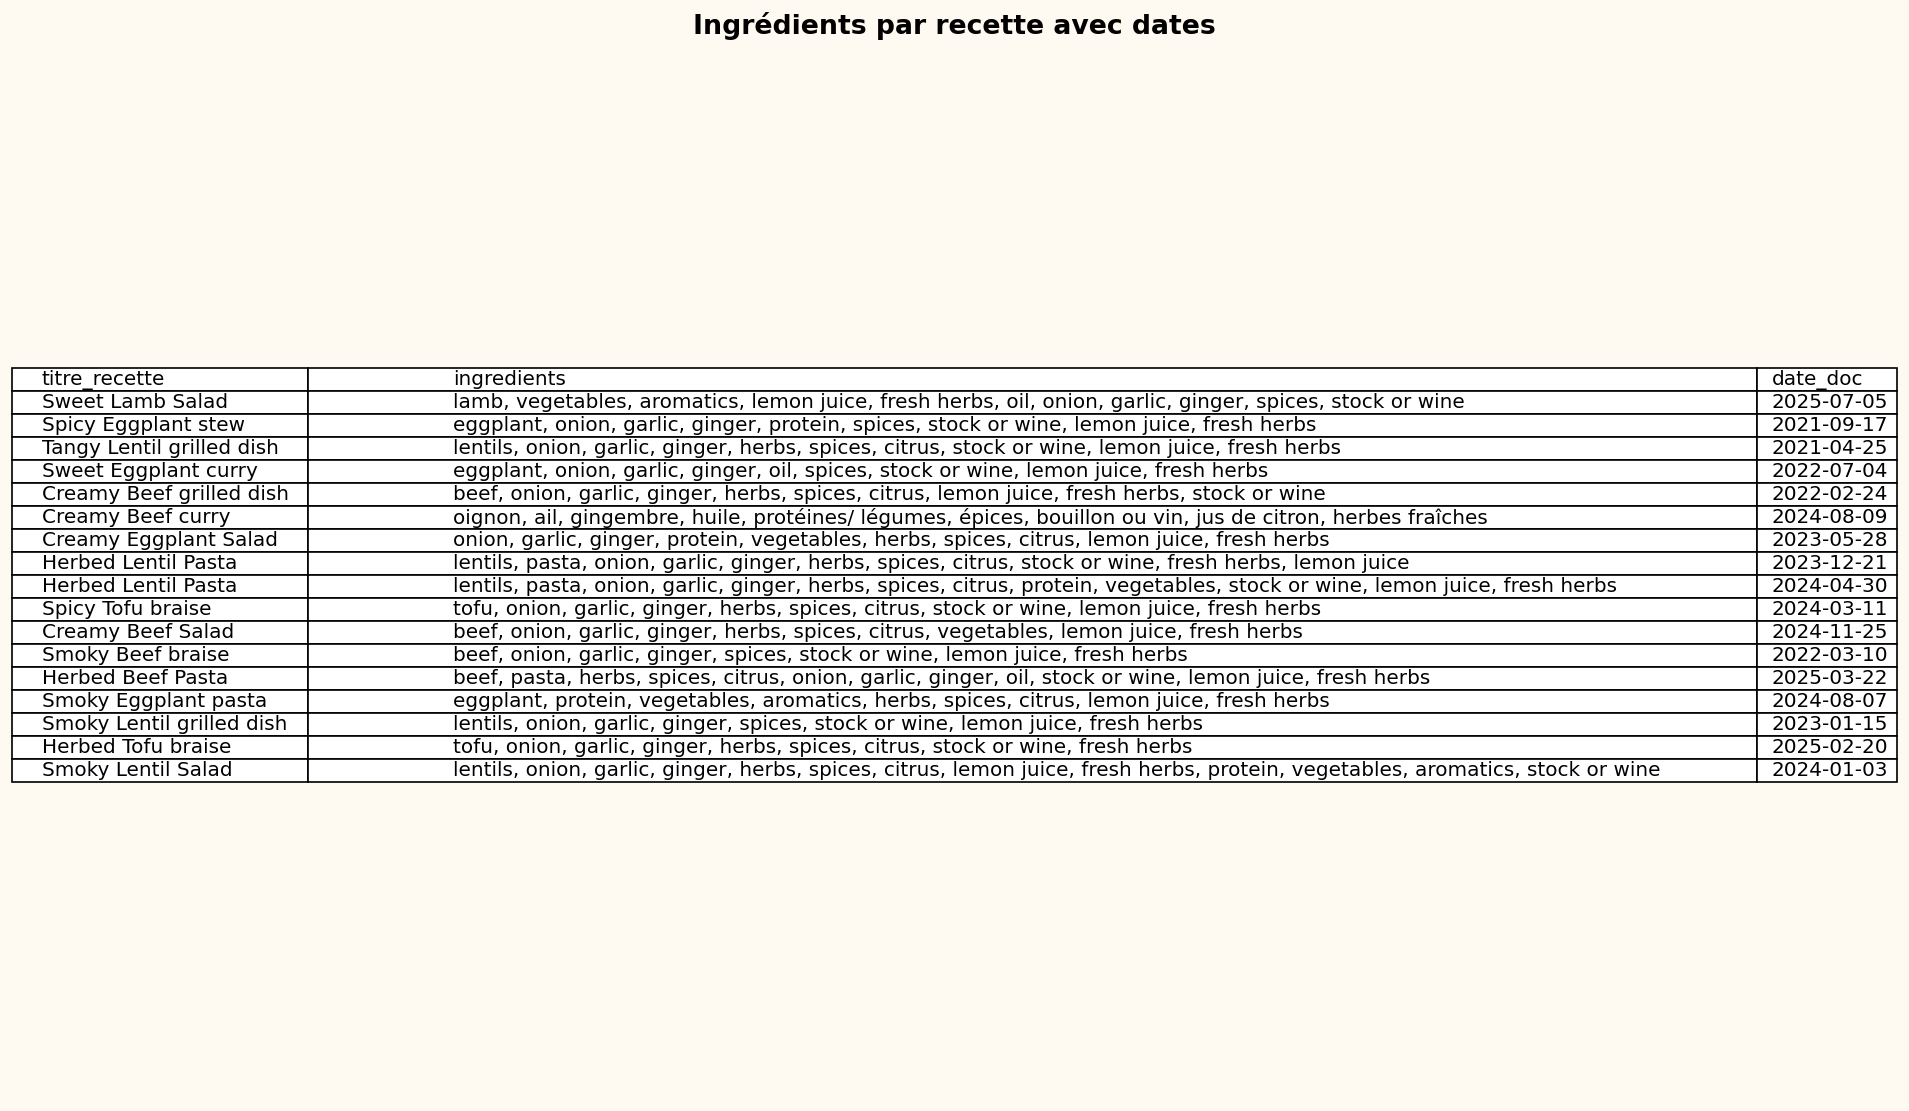 Ingrédients par recette avec dates
titre_recette ingredients date_doc
Sweet Lamb Salad lamb, vegetables, aromatics, lemon juice, fresh herbs, oil, onion, garlic, ginger, spices, stock or wine 2025-07-05
Spicy Eggplant stew eggplant, onion, garlic, ginger, protein, spices, stock or wine, lemon juice, fresh herbs 2021-09-17
Tangy Lentil grilled dish lentils, onion, garlic, ginger, herbs, spices, citrus, stock or wine, lemon juice, fresh herbs 2021-04-25
Sweet Eggplant curry eggplant, onion, garlic, ginger, oil, spices, stock or wine, lemon juice, fresh herbs 2022-07-04
Creamy Beef grilled dish beef, onion, garlic, ginger, herbs, spices, citrus, lemon juice, fresh herbs, stock or wine 2022-02-24
Creamy Beef curry oignon, ail, gingembre, huile, protéines/ légumes, épices, bouillon ou vin, jus de citron, herbes fraîches 2024-08-09
Creamy Eggplant Salad onion, garlic, ginger, protein, vegetables, herbs, spices, citrus, lemon juice, fresh herbs 2023-05-28
Herbed Lentil Pasta lentils, pasta, onion, garlic, ginger, herbs, spices, citrus, stock or wine, fresh herbs, lemon juice 2023-12-21
Herbed Lentil Pasta lentils, pasta, onion, garlic, ginger, herbs, spices, citrus, protein, vegetables, stock or wine, lemon juice, fresh herbs 2024-04-30
Spicy Tofu braise tofu, onion, garlic, ginger, herbs, spices, citrus, stock or wine, lemon juice, fresh herbs 2024-03-11
Creamy Beef Salad beef, onion, garlic, ginger, herbs, spices, citrus, vegetables, lemon juice, fresh herbs 2024-11-25
Smoky Beef braise beef, onion, garlic, ginger, spices, stock or wine, lemon juice, fresh herbs 2022-03-10
Herbed Beef Pasta beef, pasta, herbs, spices, citrus, onion, garlic, ginger, oil, stock or wine, lemon juice, fresh herbs 2025-03-22
Smoky Eggplant pasta eggplant, protein, vegetables, aromatics, herbs, spices, citrus, lemon juice, fresh herbs 2024-08-07
Smoky Lentil grilled dish lentils, onion, garlic, ginger, spices, stock or wine, lemon juice, fresh herbs 2023-01-15
Herbed Tofu braise tofu, onion, garlic, ginger, herbs, spices, citrus, stock or wine, fresh herbs 2025-02-20
Smoky Lentil Salad lentils, onion, garlic, ginger, herbs, spices, citrus, lemon juice, fresh herbs, protein, vegetables, aromatics, stock or wine 2024-01-03